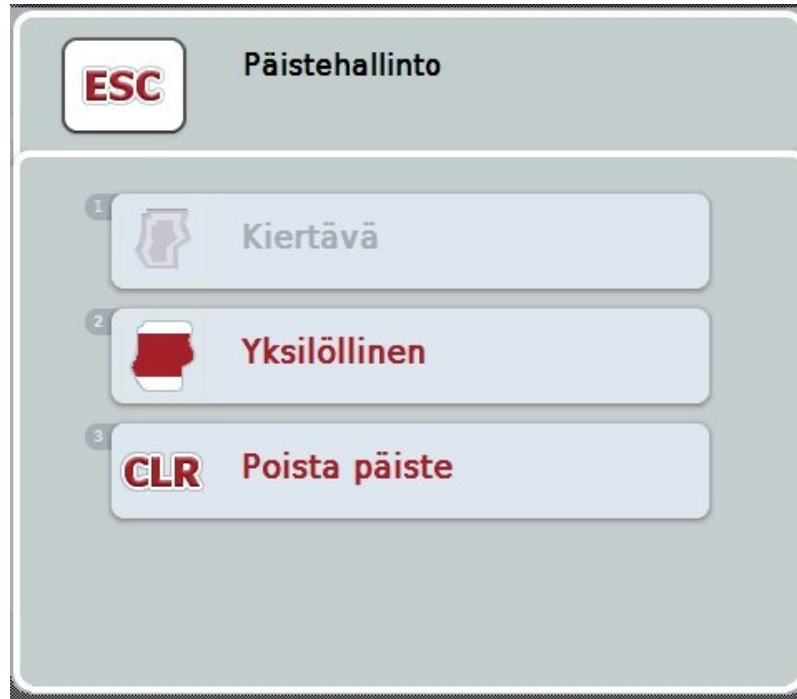 ESC
Päistehallinto
1
Kiertävä
2
Yksilöllinen
3
CLR
Poista päiste